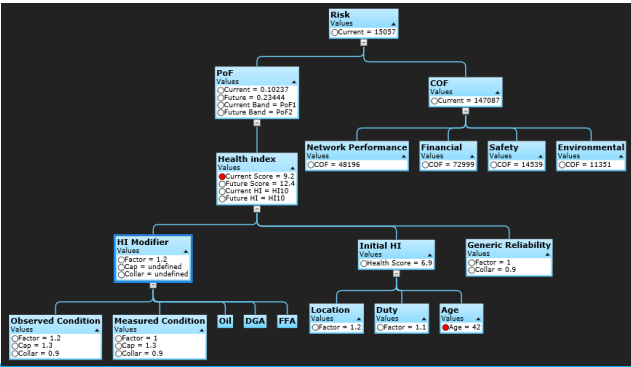 Risk
Values
Current = 15057
PoF
Values
Current = 0.10237
Future = 0.23444
Current Band = PoF1
Future Band = PoF2
COF
Values
Current = 147087
Network Performance
Values
COF = 48196
Financial
Values
COF = 72999
Safety
Values
COF = 14539
Environmental
Values
COF = 11351
Health index
Values
Current Score = 9.2
Future Score = 12.4
Current HI = HI10
Future HI = HI10
HI Modifier
Values
Factor = 1.2
Cap = undefined
Collar = undefined
Initial HI
Values
Health Score = 6.9
Generic Reliability
Values
Factor = 1
Collar = 0.9
Observed Condition
Values
Factor = 1.2
Cap = 1.3
Collar = 0.9
Measured Condition
Values
Factor = 1
Cap = 1.3
Collar = 0.9
Oil
DGA
FFA
Location
Values
Factor = 1.2
Duty
Values
Factor = 1.1
Age
Values
Age = 42